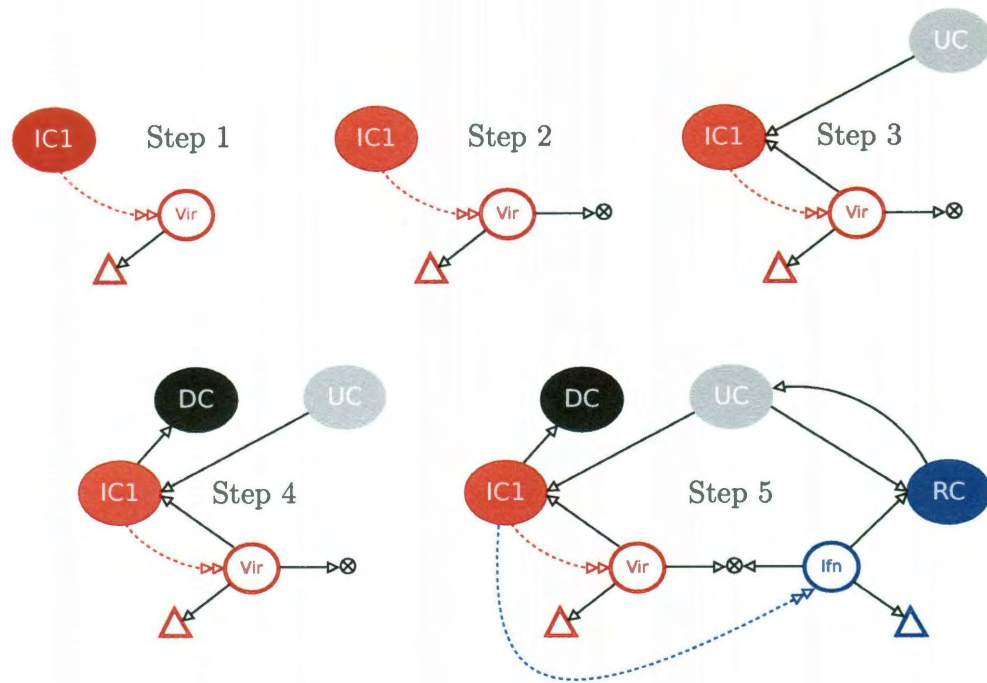 UC
IC1 Step 1
Vir
IC1 Step 2
Vir
IC1 Step 3
Vir
DC UC
IC1 Step 4
Vir
DC UC
IC1 Step 5 RC
Vir Ifn